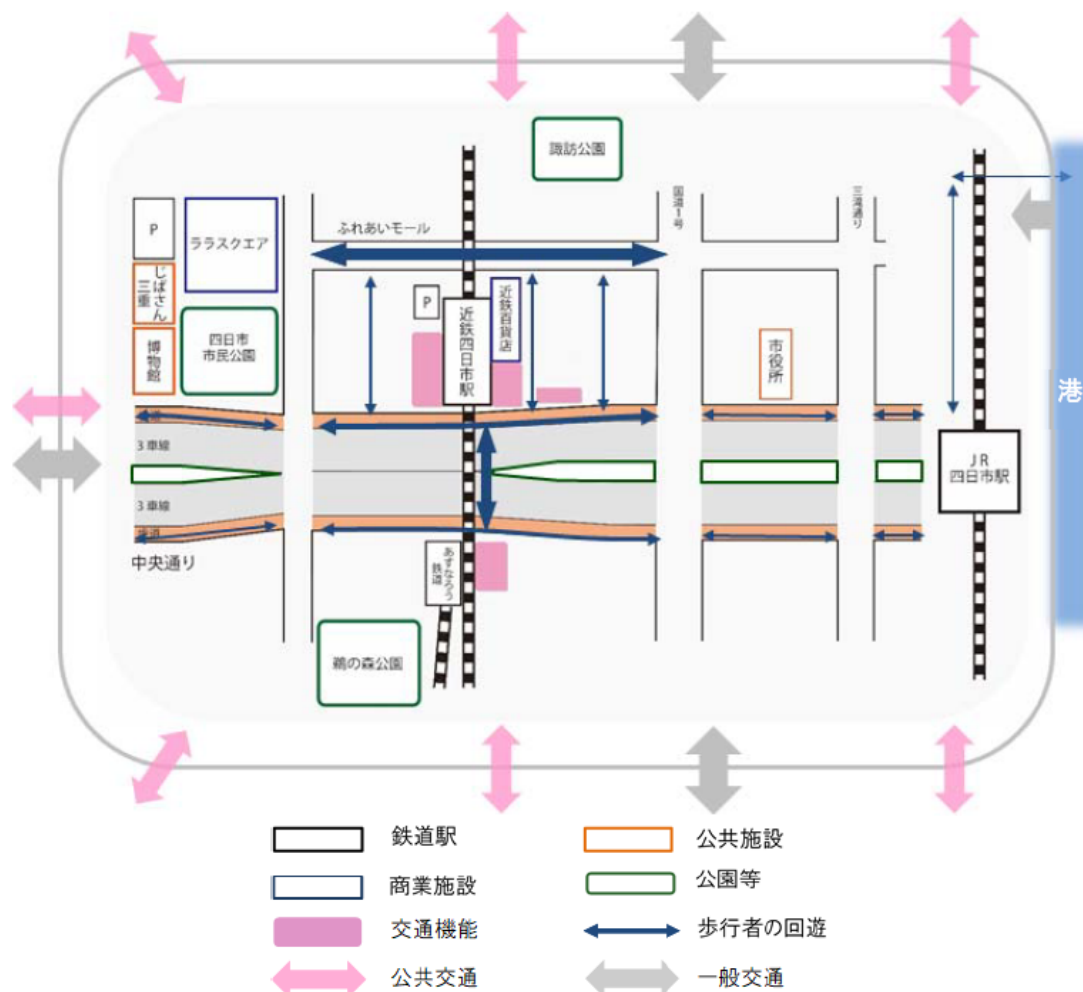 諏訪公園
国道1号
三滝通り
P
ララスクエア
ふれあいモール
じばさん
三重
四日市
市民公園
博物館
P
近鉄四日市駅
近鉄百貨店
市役所
港
歩道
3車線
3車線
歩道
中央通り
JR
四日市駅
あすなろう
鉄道
鵜の森公園
鉄道駅
公共施設
商業施設
公園等
交通機能
歩行者の回遊
公共交通
一般交通